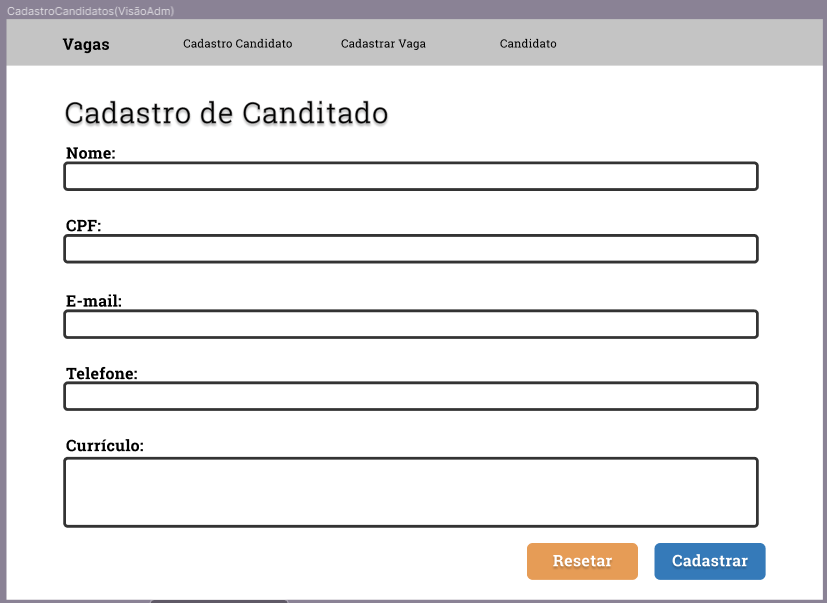 CadastroCandidatos(VisãoAdm)
Vagas Cadastro Candidato Cadastrar Vaga Candidato
Cadastro de Canditado
Nome:
CPF:
E-mail:
Telefone:
Currículo:
Resetar Cadastrar